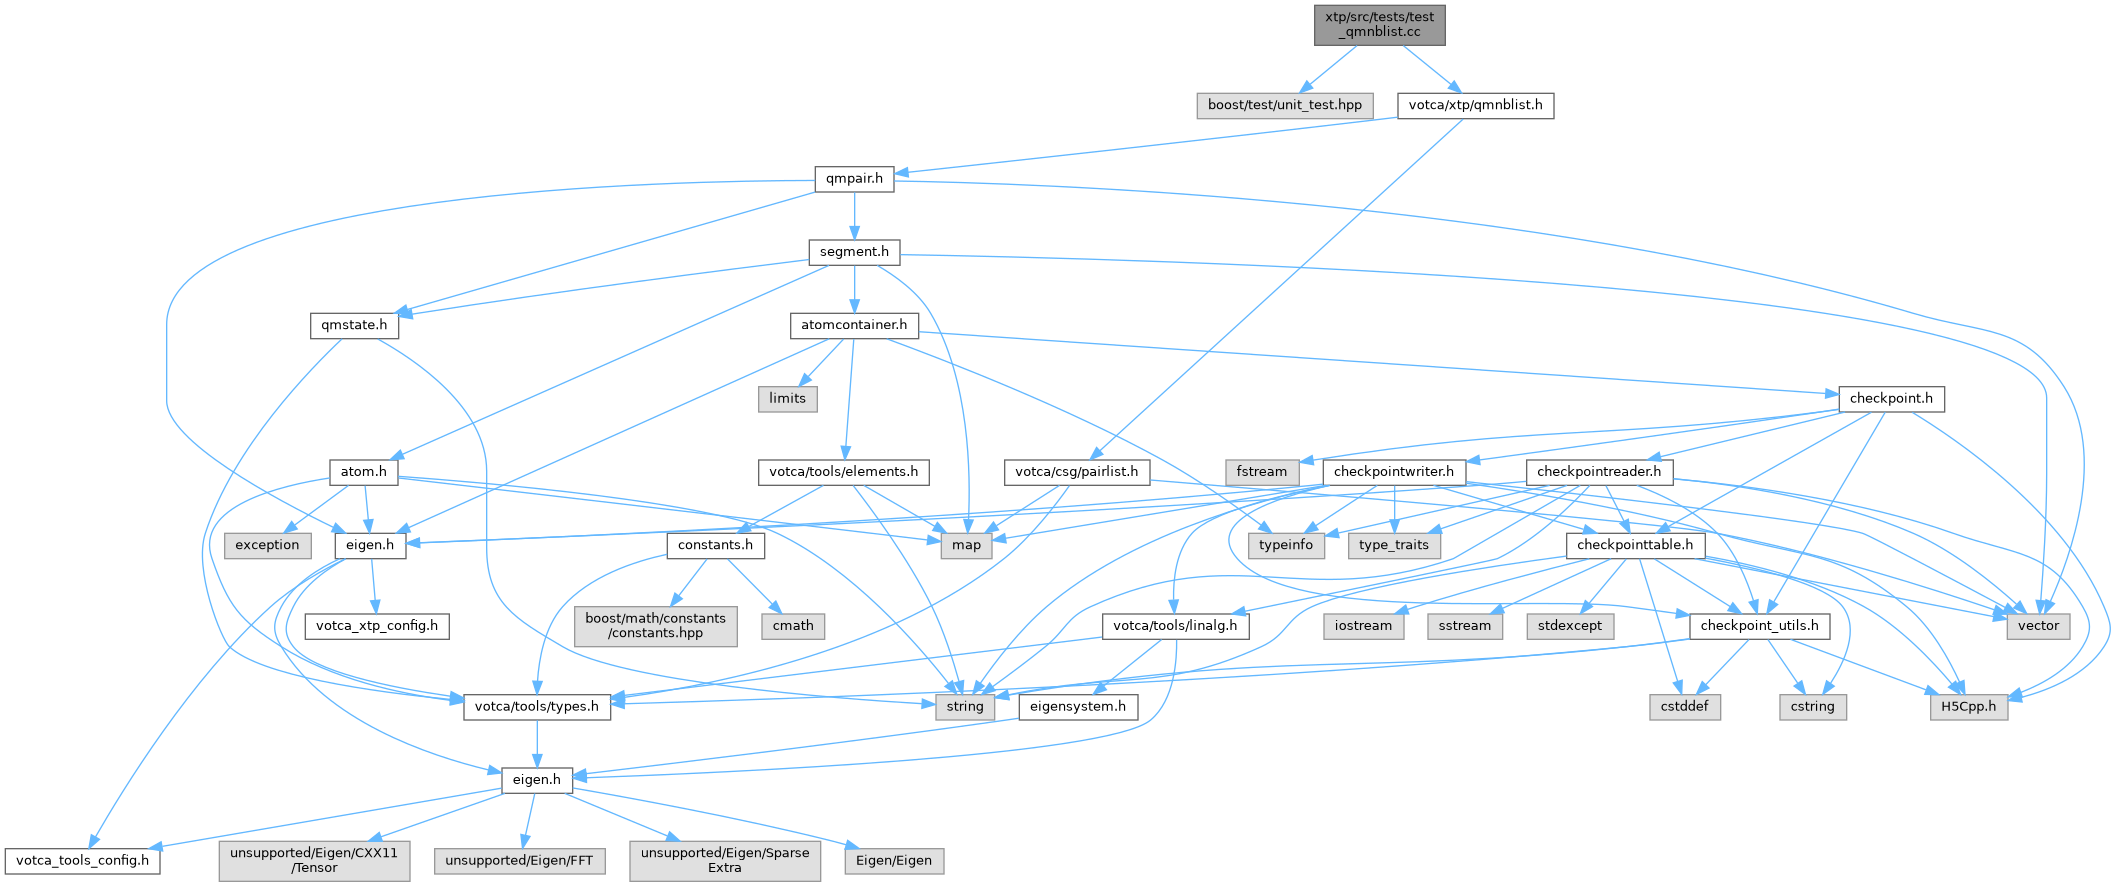 xtp/src/tests/test
_qmnblist.cc
boost/test/unit_test.hpp
votca/xtp/qmnblist.h
qmpair.h
segment.h
qmstate.h
atomcontainer.h
limits
checkpoint.h
atom.h
votca/tools/elements.h
votca/csg/pairlist.h
fstream
checkpointwriter.h
checkpointreader.h
exception
eigen.h
constants.h
map
typeinfo
type_traits
checkpointtable.h
votca_xtp_config.h
boost/math/constants
/constants.hpp
cmath
votca/tools/linalg.h
iostream
sstream
stdexcept
checkpoint_utils.h
vector
votca/tools/types.h
string
eigensystem.h
cstddef
cstring
H5Cpp.h
eigen.h
votca_tools_config.h
unsupported/Eigen/CXX11
/Tensor
unsupported/Eigen/FFT
unsupported/Eigen/Sparse
Extra
Eigen/Eigen